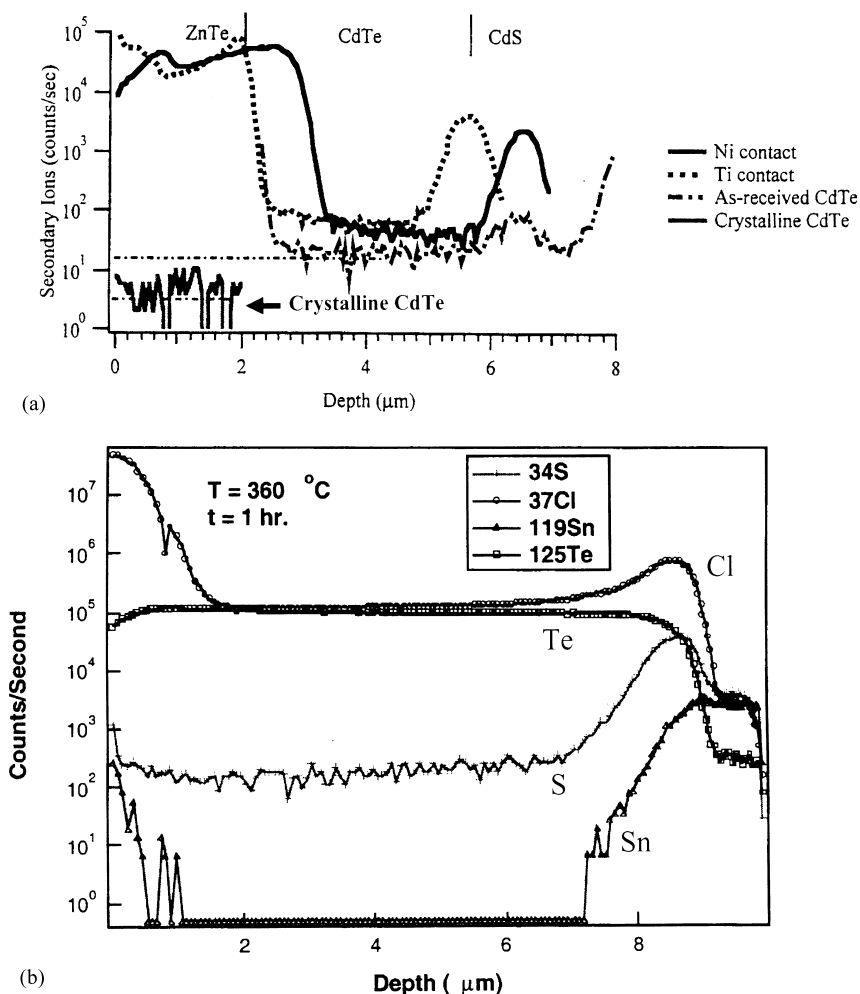 ZnTe CdTe CdS
Secondary Ions (counts/sec)
10^5
10^4
10^3
10^2
10^1
10^0
Crystalline CdTe
0 2 4 6 8
Depth (μm)
Ni contact
Ti contact
As-received CdTe
Crystalline CdTe
(a)
Counts/Second
10^7
10^6
10^5
10^4
10^3
10^2
10^1
10^0
T = 360 °C
t = 1 hr.
34S
37Cl
119Sn
125Te
Cl
Te
S
Sn
2 4 6 8
Depth ( μm)
(b)